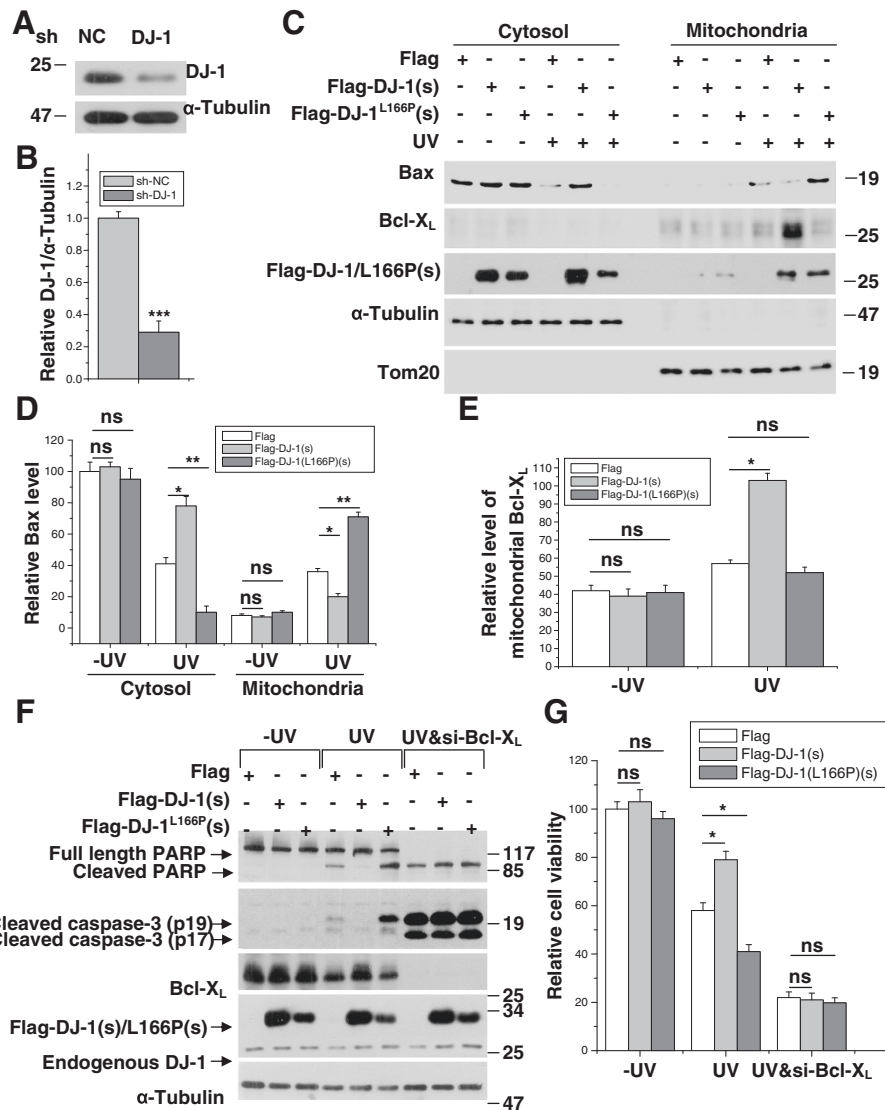 A
sh NC DJ-1
25
DJ-1
47
α-Tubulin
B
sh-NC
sh-DJ-1
Relative DJ-1/α-Tubulin
1.2
1.0
0.8
0.6
0.4
0.2
0.0
***
C
Cytosol Mitochondria
Flag + - - + - - + - - + - -
Flag-DJ-1(s) - + - - + - - + - - + -
Flag-DJ-1L166P(s) - - + - - + - - + - - +
UV - - - + + + - - - + + +
Bax –19
Bcl-XL –25
Flag-DJ-1/L166P(s) –25
α-Tubulin –47
Tom20 –19
D
Flag
Flag-DJ-1(s)
Flag-DJ-1(L166P)(s)
Relative Bax level
120
100
80
60
40
20
0
ns
ns
**
*
ns
ns
**
*
-UV UV -UV UV
Cytosol Mitochondria
E
Flag
Flag-DJ-1(s)
Flag-DJ-1(L166P)(s)
Relative level of
mitochondrial Bcl-XL
110
100
90
80
70
60
50
40
30
20
10
0
ns
ns
ns
*
-UV UV
F
-UV UV UV&si-Bcl-XL
Flag + - - + - - + - -
Flag-DJ-1(s) - + - - + - - + -
Flag-DJ-1L166P(s) - - + - - + - - +
Full length PARP
117
Cleaved PARP
85
Cleaved caspase-3 (p19)
19
Cleaved caspase-3 (p17)
Bcl-XL
25
34
Flag-DJ-1(s)/L166P(s)
25
Endogenous DJ-1
α-Tubulin
47
G
Flag
Flag-DJ-1(s)
Flag-DJ-1(L166P)(s)
Relative cell viability
120
100
80
60
40
20
0
ns
ns
*
*
ns
ns
-UV UV UV&si-Bcl-XL